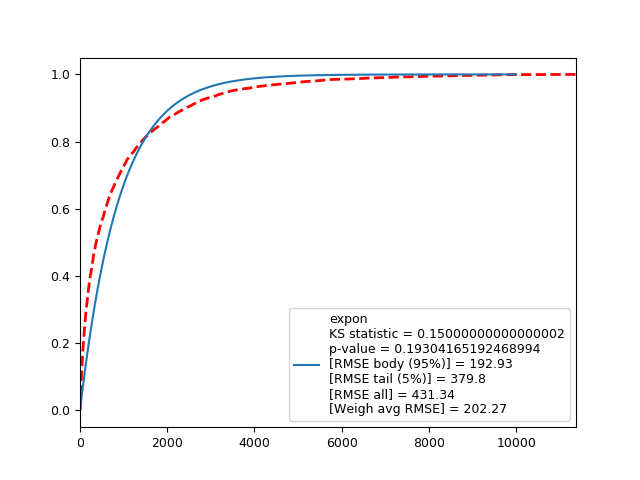 1.0
0.8
0.6
0.4
0.2
0.0
expon
KS statistic = 0.15000000000000002
p-value = 0.19304165192468994
[RMSE body (95%)] = 192.93
[RMSE tail (5%)] = 379.8
[RMSE all] = 431.34
[Weigh avg RMSE] = 202.27
0 2000 4000 6000 8000 10000